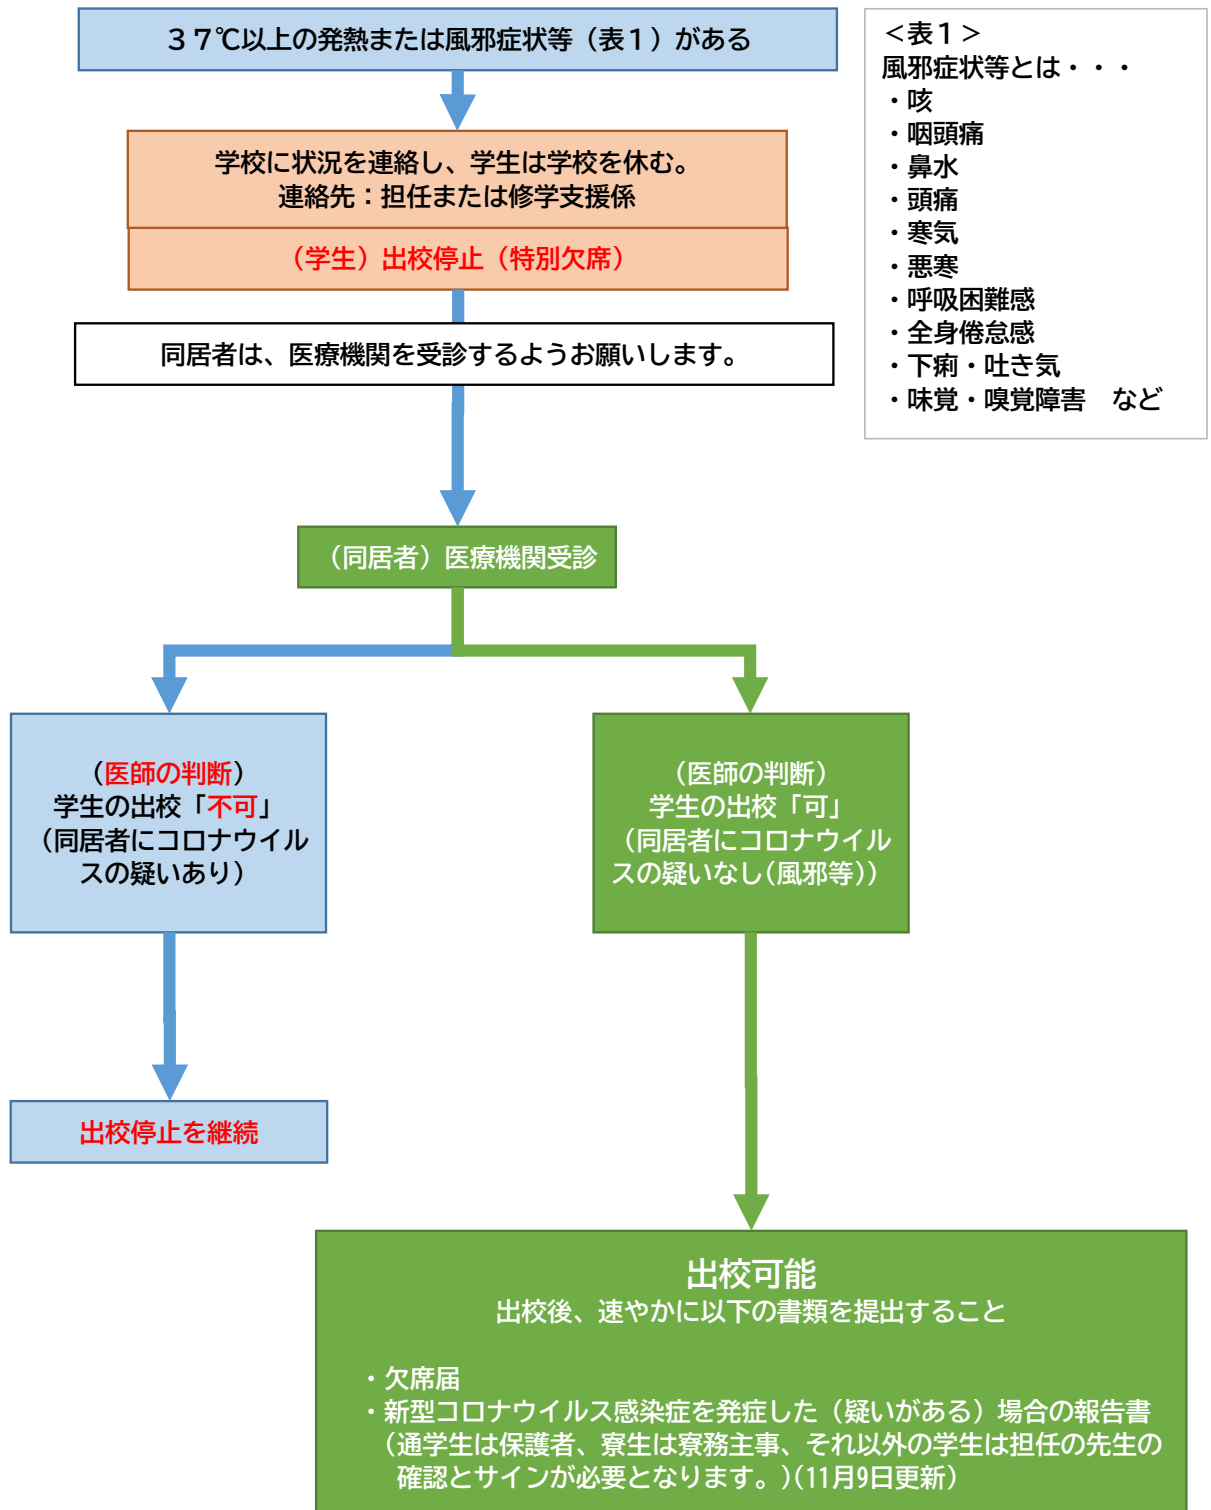 ３７℃以上の発熱または風邪症状等（表１）がある
＜表１＞
風邪症状等とは・・・
・咳
・咽頭痛
・鼻水
・頭痛
・寒気
・悪寒
・呼吸困難感
・全身倦怠感
・下痢・吐き気
・味覚・嗅覚障害　など
学校に状況を連絡し、学生は学校を休む。
連絡先：担任または修学支援係
（学生）出校停止（特別欠席）
同居者は、医療機関を受診するようお願いします。
（同居者）医療機関受診
（医師の判断）
学生の出校「不可」
（同居者にコロナウイル
スの疑いあり）
（医師の判断）
学生の出校「可」
（同居者にコロナウイル
スの疑いなし(風邪等)）
出校停止を継続
出校可能
出校後、速やかに以下の書類を提出すること
・欠席届
・新型コロナウイルス感染症を発症した（疑いがある）場合の報告書
（通学生は保護者、寮生は寮務主事、それ以外の学生は担任の先生の
確認とサインが必要となります。)(11月9日更新）